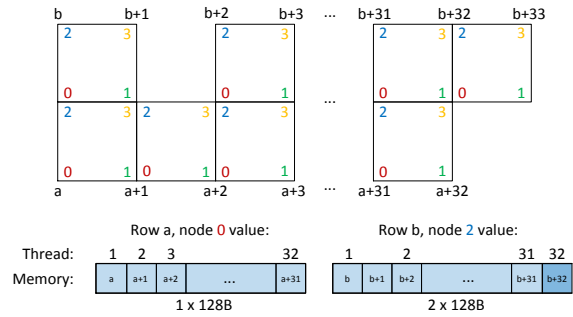 b b+1 b+2 b+3 ... b+31 b+32 b+33
2 3 2 3 2 3 2 3
0 1 0 1 ... 0 1 0 1
2 3 2 3 2 3 2 3
0 1 0 1 0 1 0 1
a a+1 a+2 a+3 ... a+31 a+32
Row a, node 0 value: Row b, node 2 value:
Thread: 1 2 3 32 1 2 31 32
Memory: a a+1 a+2 ... a+31 b b+1 b+2 ... b+31 b+32
1 x 128B 2 x 128B